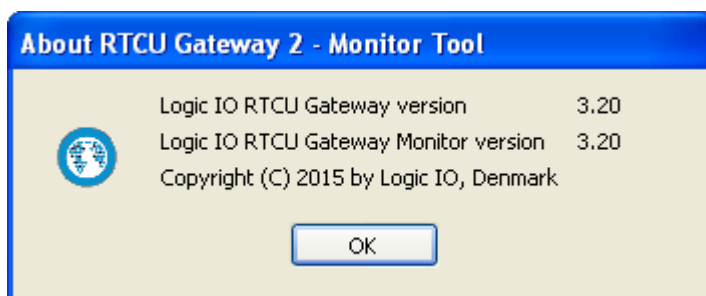 About RTCU Gateway 2 - Monitor Tool
Logic IO RTCU Gateway version 3.20
Logic IO RTCU Gateway Monitor version 3.20
Copyright (C) 2015 by Logic IO, Denmark
OK